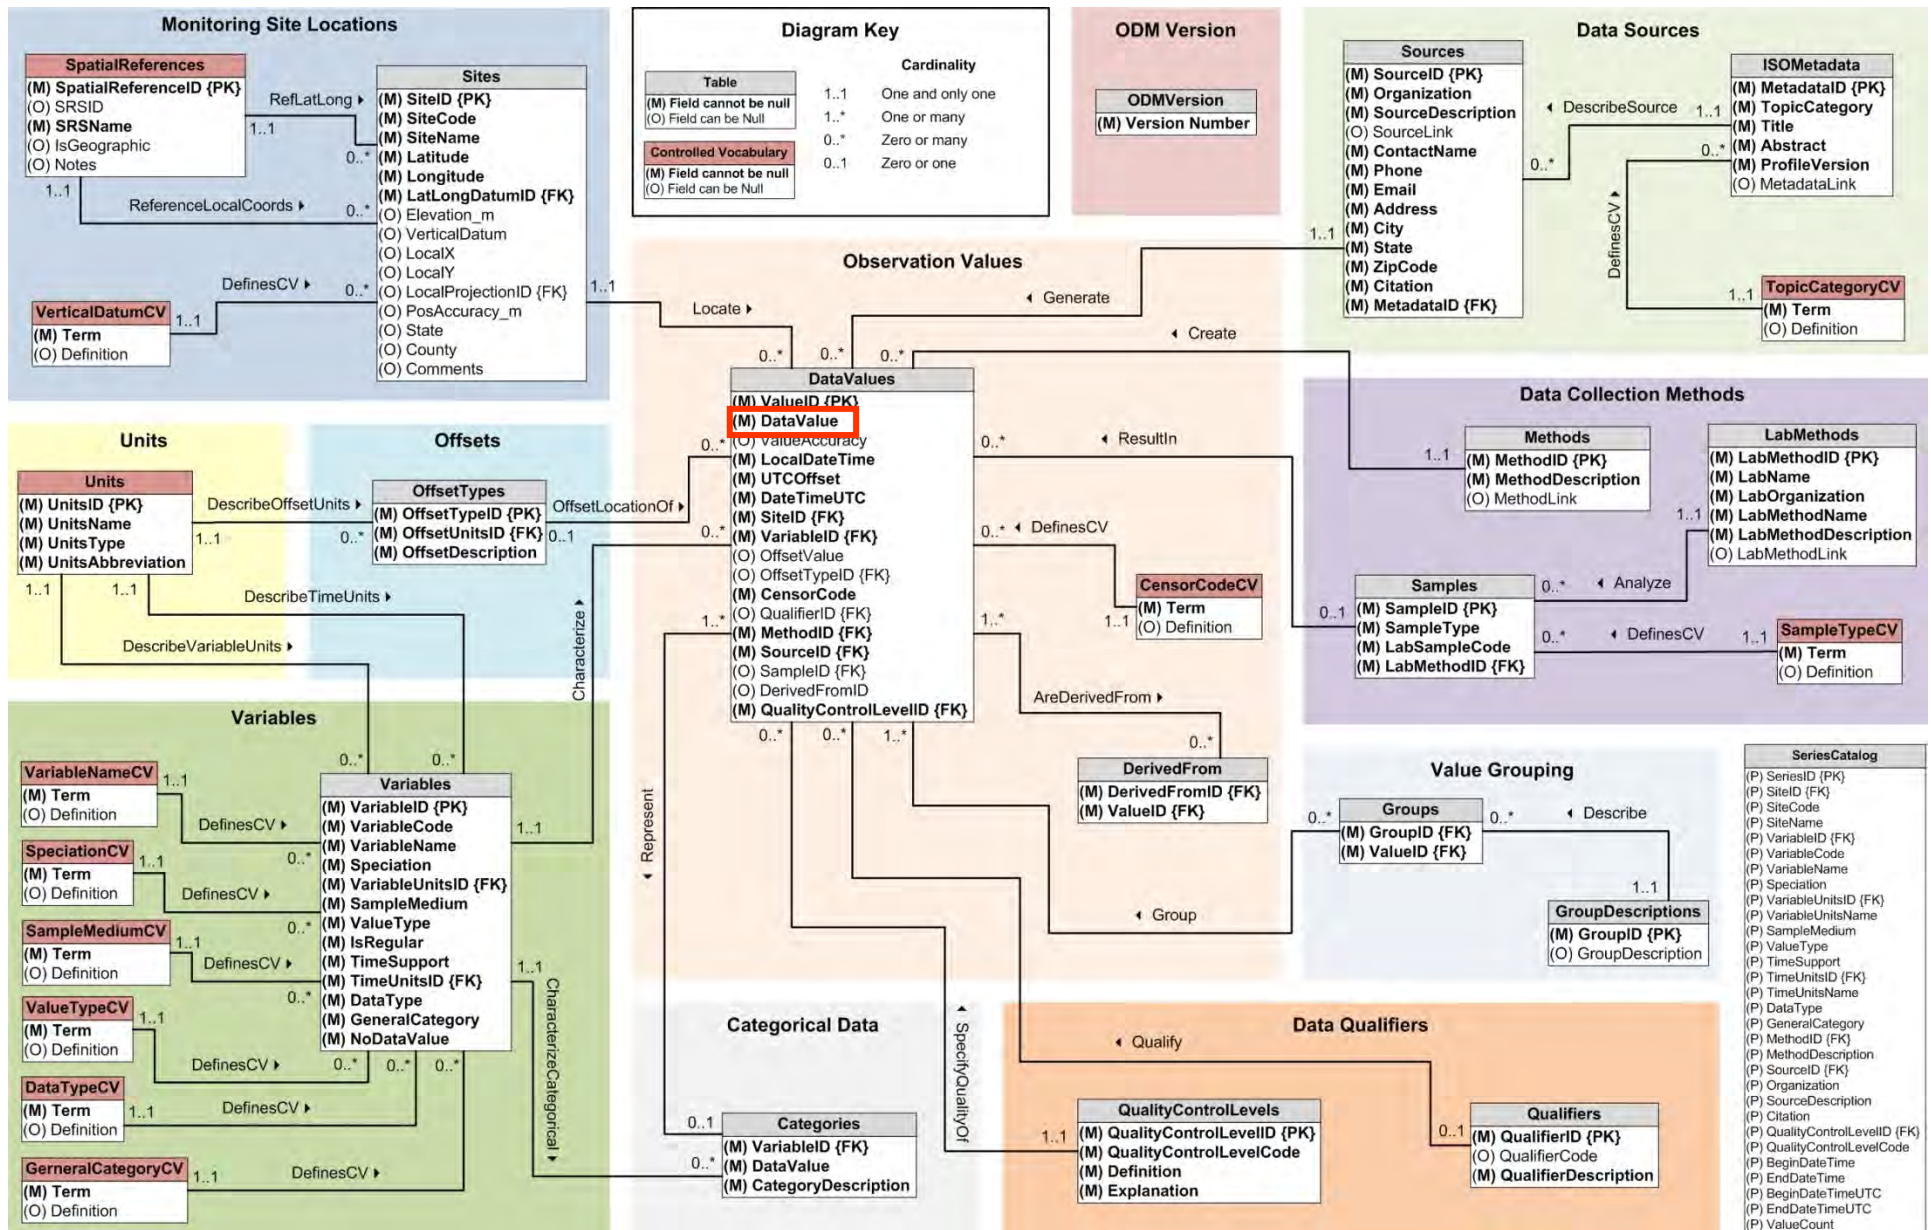 Monitoring Site Locations
SpatialReferences
(M) SpatialReferenceID {PK}
(O) SRSID
(M) SRSName
(O) IsGeographic
(O) Notes
RefLatLong
1..1
0..*
1..1
ReferenceLocalCoords
0..*
Sites
(M) SiteID {PK}
(M) SiteCode
(M) SiteName
(M) Latitude
(M) Longitude
(M) LatLongDatumID {FK}
(O) Elevation_m
(O) VerticalDatum
(O) LocalX
(O) LocalY
(O) LocalProjectionID {FK}
(O) PosAccuracy_m
(O) State
(O) County
(O) Comments
VerticalDatumCV
(M) Term
(O) Definition
1..1
DefinesCV
0..*
1..1
Locate
0..*
Diagram Key
Table
(M) Field cannot be null
(O) Field can be Null
Controlled Vocabulary
(M) Field cannot be null
(O) Field can be Null
Cardinality
1..1 One and only one
1..* One or many
0..* Zero or many
0..1 Zero or one
ODM Version
ODMVersion
(M) Version Number
Data Sources
Sources
(M) SourceID {PK}
(M) Organization
(M) SourceDescription
(O) SourceLink
(M) ContactName
(M) Phone
(M) Email
(M) Address
(M) City
(M) State
(M) ZipCode
(M) Citation
(M) MetadataID {FK}
DescribeSource
1..1
0..*
ISOMetadata
(M) MetadataID {PK}
(M) TopicCategory
(M) Title
(M) Abstract
(M) ProfileVersion
(O) MetadataLink
0..*
DefinesCV
1..1
TopicCategoryCV
(M) Term
(O) Definition
1..1
Observation Values
Generate
0..*
Create
0..*
DataValues
(M) ValueID {PK}
(M) DataValue
(O) ValueAccuracy
(M) LocalDateTime
(M) UTCOffset
(M) DateTimeUTC
(M) SiteID {FK}
(M) VariableID {FK}
(O) OffsetValue
(O) OffsetTypeID {FK}
(M) CensorCode
(O) QualifierID {FK}
(M) MethodID {FK}
(M) SourceID {FK}
(O) SampleID {FK}
(O) DerivedFromID
(M) QualityControlLevelID {FK}
0..*
0..*
1..*
0..*
ResultIn
0..*
DefinesCV
1..*
CensorCodeCV
(M) Term
(O) Definition
1..1
AreDerivedFrom
0..*
DerivedFrom
(M) DerivedFromID {FK}
(M) ValueID {FK}
0..*
0..*
1..*
Data Collection Methods
Methods
(M) MethodID {PK}
(M) MethodDescription
(O) MethodLink
1..1
LabMethods
(M) LabMethodID {PK}
(M) LabName
(M) LabOrganization
(M) LabMethodName
(M) LabMethodDescription
(O) LabMethodLink
1..1
Analyze
0..*
Samples
(M) SampleID {PK}
(M) SampleType
(M) LabSampleCode
(M) LabMethodID {FK}
0..1
0..*
DefinesCV
1..1
SampleTypeCV
(M) Term
(O) Definition
Units
Units
(M) UnitsID {PK}
(M) UnitsName
(M) UnitsType
(M) UnitsAbbreviation
1..1
1..1
1..1
Offsets
DescribeOffsetUnits
0..*
OffsetTypes
(M) OffsetTypeID {PK}
(M) OffsetUnitsID {FK}
(M) OffsetDescription
OffsetLocationOf
0..1
DescribeTimeUnits
DescribeVariableUnits
Characterize
Variables
0..*
0..*
Variables
(M) VariableID {PK}
(M) VariableCode
(M) VariableName
(M) Speciation
(M) VariableUnitsID {FK}
(M) SampleMedium
(M) ValueType
(M) IsRegular
(M) TimeSupport
(M) TimeUnitsID {FK}
(M) DataType
(M) GeneralCategory
(M) NoDataValue
1..1
1..1
0..*
0..*
0..*
VariableNameCV
(M) Term
(O) Definition
1..1
DefinesCV
0..*
SpeciationCV
(M) Term
(O) Definition
1..1
DefinesCV
0..*
SampleMediumCV
(M) Term
(O) Definition
1..1
DefinesCV
0..*
ValueTypeCV
(M) Term
(O) Definition
1..1
DefinesCV
DataTypeCV
(M) Term
(O) Definition
1..1
DefinesCV
GerneralCategoryCV
(M) Term
(O) Definition
1..1
DefinesCV
CharacterizeCategorical
Represent
Categorical Data
0..1
0..*
Categories
(M) VariableID {FK}
(M) DataValue
(M) CategoryDescription
SpecifyQualityOf
Value Grouping
0..*
Groups
(M) GroupID {FK}
(M) ValueID {FK}
0..*
Describe
1..1
GroupDescriptions
(M) GroupID {PK}
(O) GroupDescription
Group
Data Qualifiers
Qualify
1..1
QualityControlLevels
(M) QualityControlLevelID {PK}
(M) QualityControlLevelCode
(M) Definition
(M) Explanation
0..1
Qualifiers
(M) QualifierID {PK}
(O) QualifierCode
(M) QualifierDescription
SeriesCatalog
(P) SeriesID {PK}
(P) SiteID {FK}
(P) SiteCode
(P) SiteName
(P) VariableID {FK}
(P) VariableCode
(P) VariableName
(P) Speciation
(P) VariableUnitsID {FK}
(P) VariableUnitsName
(P) SampleMedium
(P) ValueType
(P) TimeSupport
(P) TimeUnitsID {FK}
(P) TimeUnitsName
(P) DataType
(P) GeneralCategory
(P) MethodID {FK}
(P) MethodDescription
(P) SourceID {FK}
(P) Organization
(P) SourceDescription
(P) Citation
(P) QualityControlLevelID {FK}
(P) QualityControlLevelCode
(P) BeginDateTime
(P) EndDateTime
(P) BeginDateTimeUTC
(P) EndDateTimeUTC
(P) ValueCount